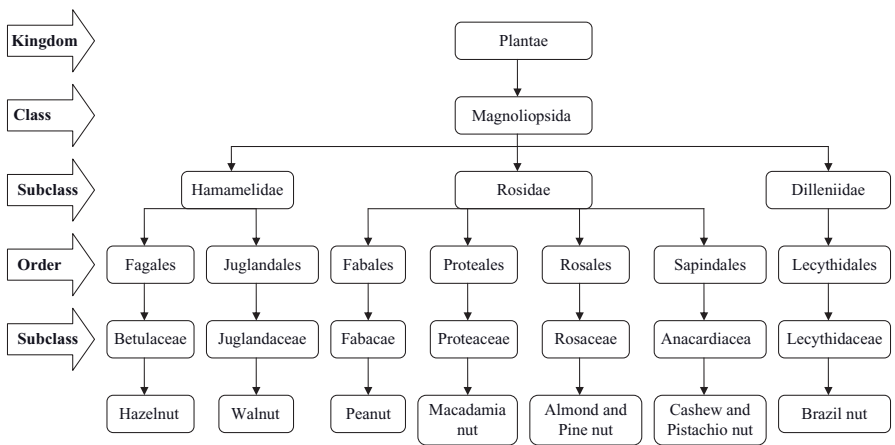 Kingdom
Plantae
Class
Magnoliopsida
Subclass
Hamamelidae
Rosidae
Dilleniidae
Order
Fagales
Juglandales
Fabales
Proteales
Rosales
Sapindales
Lecythidales
Subclass
Betulaceae
Juglandaceae
Fabacae
Proteaceae
Rosaceae
Anacardiacea
Lecythidaceae
Hazelnut
Walnut
Peanut
Macadamia
nut
Almond and
Pine nut
Cashew and
Pistachio nut
Brazil nut